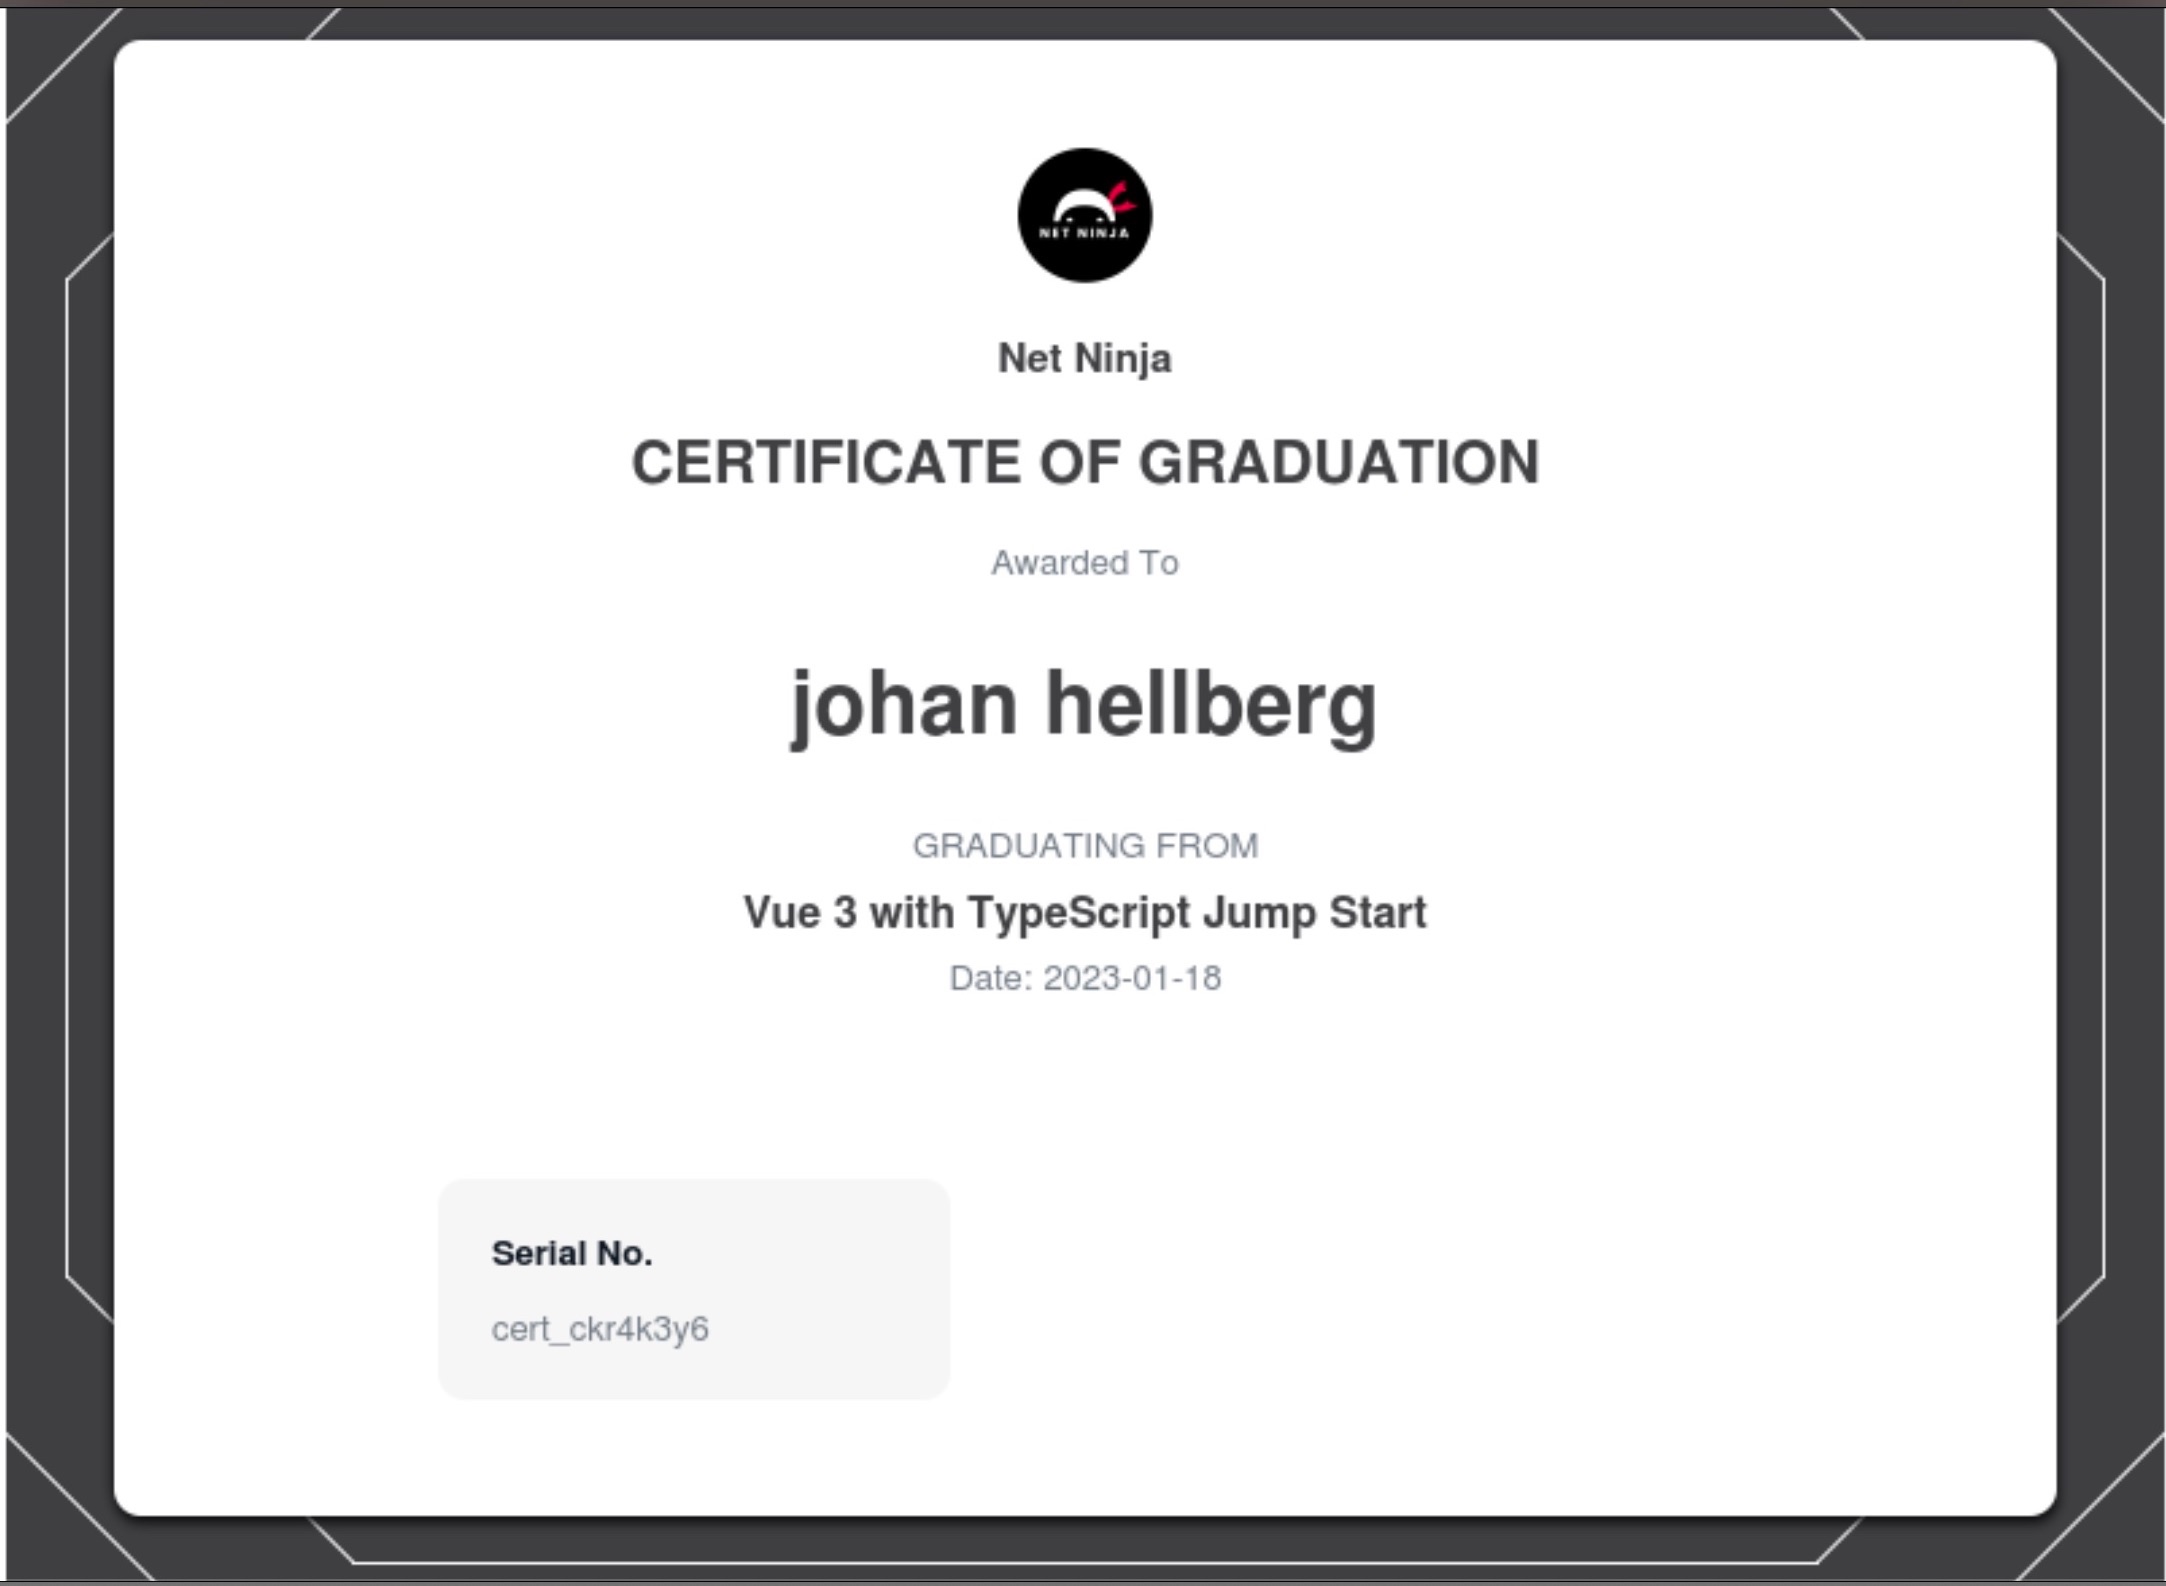 NET NINJA
Net Ninja
CERTIFICATE OF GRADUATION
Awarded To
johan hellberg
GRADUATING FROM
Vue 3 with TypeScript Jump Start
Date: 2023-01-18
Serial No.
cert_ckr4k3y6